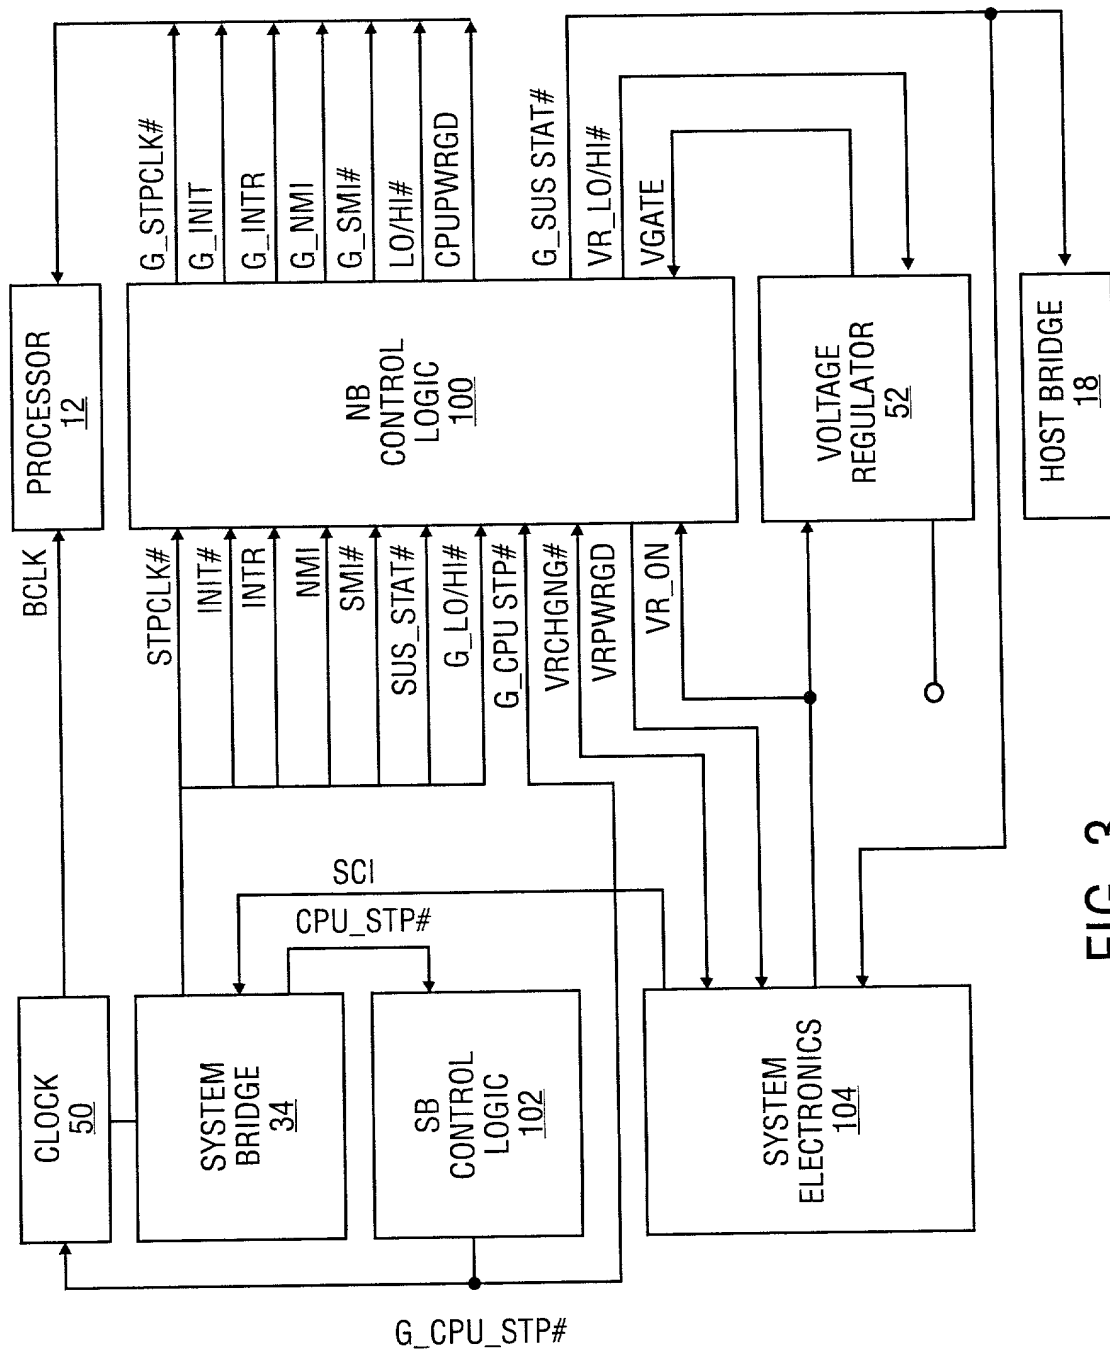 PROCESSOR
12
BCLK
G_STPCLK#
G_INIT
G_INTR
G_NMI
G_SMI#
LO/HI#
CPUPWRGD
G_SUS STAT#
VR_LO/HI#
VGATE
NB
CONTROL
LOGIC
100
STPCLK#
INIT#
INTR
NMI
SMI#
SUS_STAT#
G_LO/HI#
G_CPU STP#
VRCHGNG#
VRPWRGD
VR_ON
VOLTAGE
REGULATOR
52
HOST BRIDGE
18
SCI
CPU_STP#
CLOCK
50
SYSTEM
BRIDGE
34
SB
CONTROL
LOGIC
102
SYSTEM
ELECTRONICS
104
G_CPU_STP#
FIG. 3